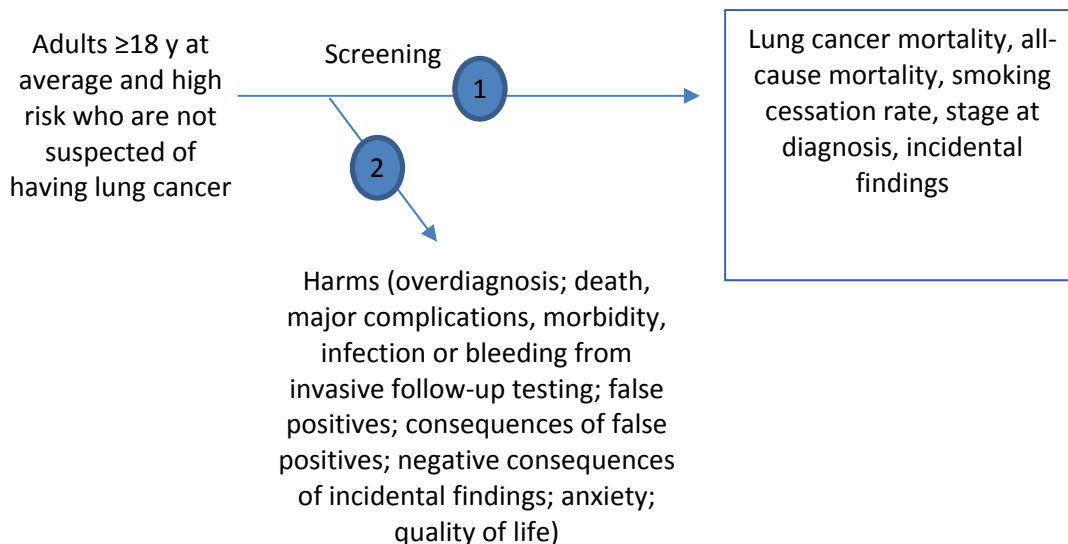 Adults ≥18 y at
average and high
risk who are not
suspected of
having lung cancer
Screening
1
2
Lung cancer mortality, all-
cause mortality, smoking
cessation rate, stage at
diagnosis, incidental
findings
Harms (overdiagnosis; death,
major complications, morbidity,
infection or bleeding from
invasive follow-up testing; false
positives; consequences of false
positives; negative consequences
of incidental findings; anxiety;
quality of life)